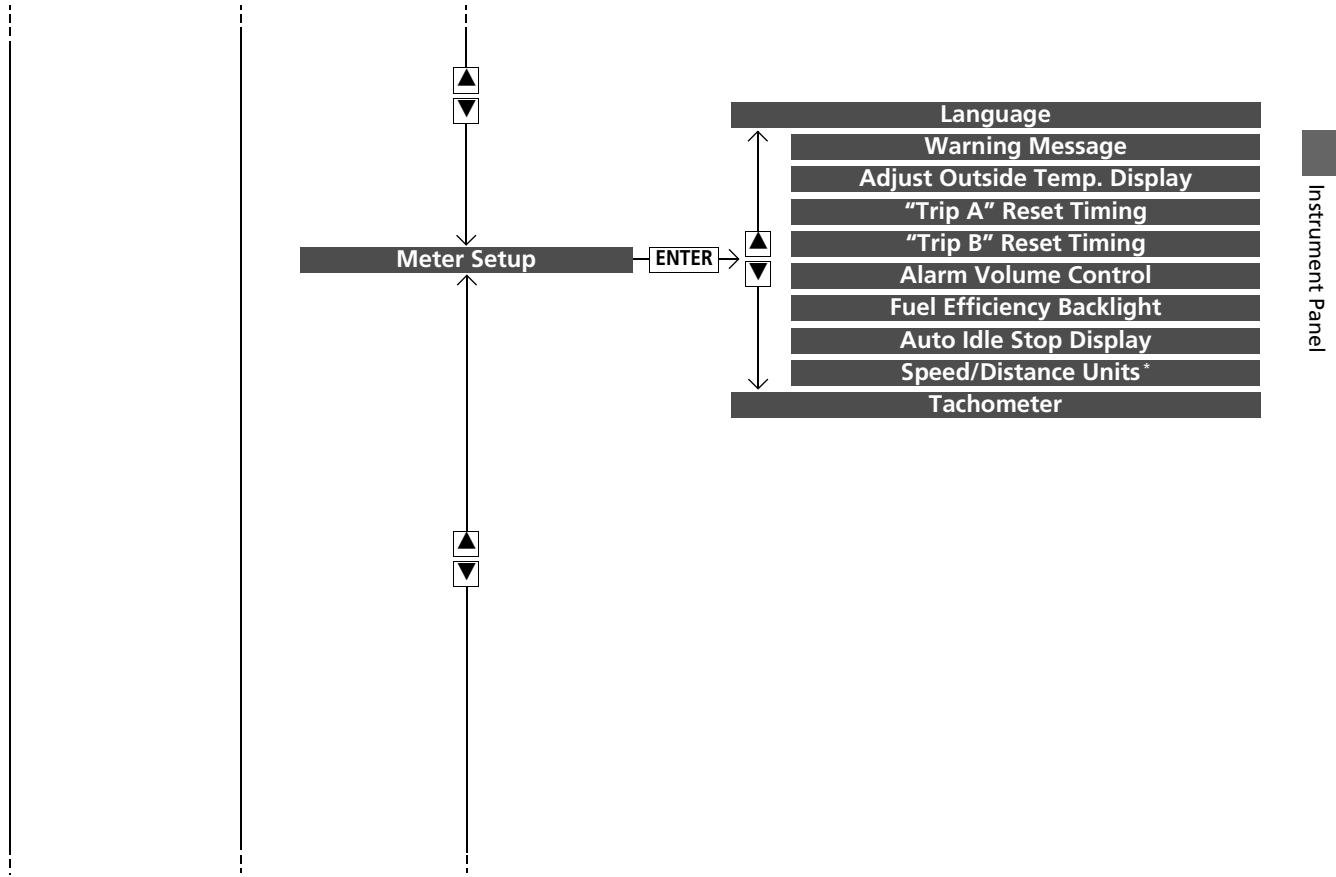 ▲
▼
Language
Warning Message
Adjust Outside Temp. Display
“Trip A” Reset Timing
“Trip B” Reset Timing
Meter Setup
ENTER
▲
▼
Alarm Volume Control
Fuel Efficiency Backlight
Auto Idle Stop Display
Speed/Distance Units*
Tachometer
▲
▼
Instrument Panel